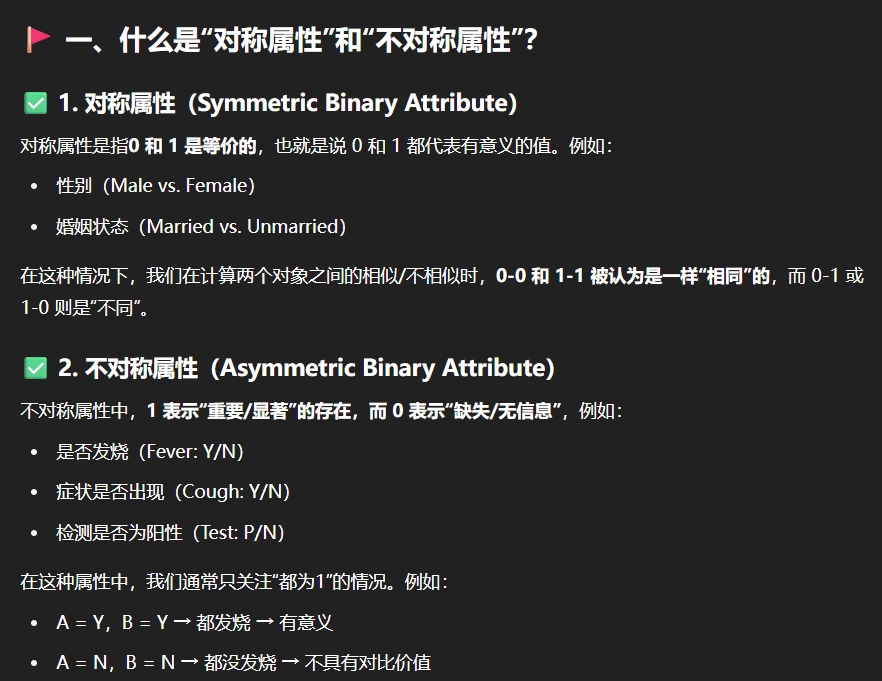 🚩 一、什么是“对称属性”和“不对称属性”？
✅ 1. 对称属性（Symmetric Binary Attribute）
对称属性是指0 和 1 是等价的，也就是说 0 和 1 都代表有意义的值。例如：
• 性别（Male vs. Female）
• 婚姻状态（Married vs. Unmarried）
在这种情况下，我们在计算两个对象之间的相似/不相似时，0-0 和 1-1 被认为是一样“相同”的，而 0-1 或
1-0 则是“不同”。
✅ 2. 不对称属性（Asymmetric Binary Attribute）
不对称属性中，1 表示“重要/显著”的存在，而 0 表示“缺失/无信息”，例如：
• 是否发烧（Fever: Y/N）
• 症状是否出现（Cough: Y/N）
• 检测是否为阳性（Test: P/N）
在这种属性中，我们通常只关注“都为1”的情况。例如：
• A = Y，B = Y → 都发烧 → 有意义
• A = N，B = N → 都没发烧 → 不具有对比价值